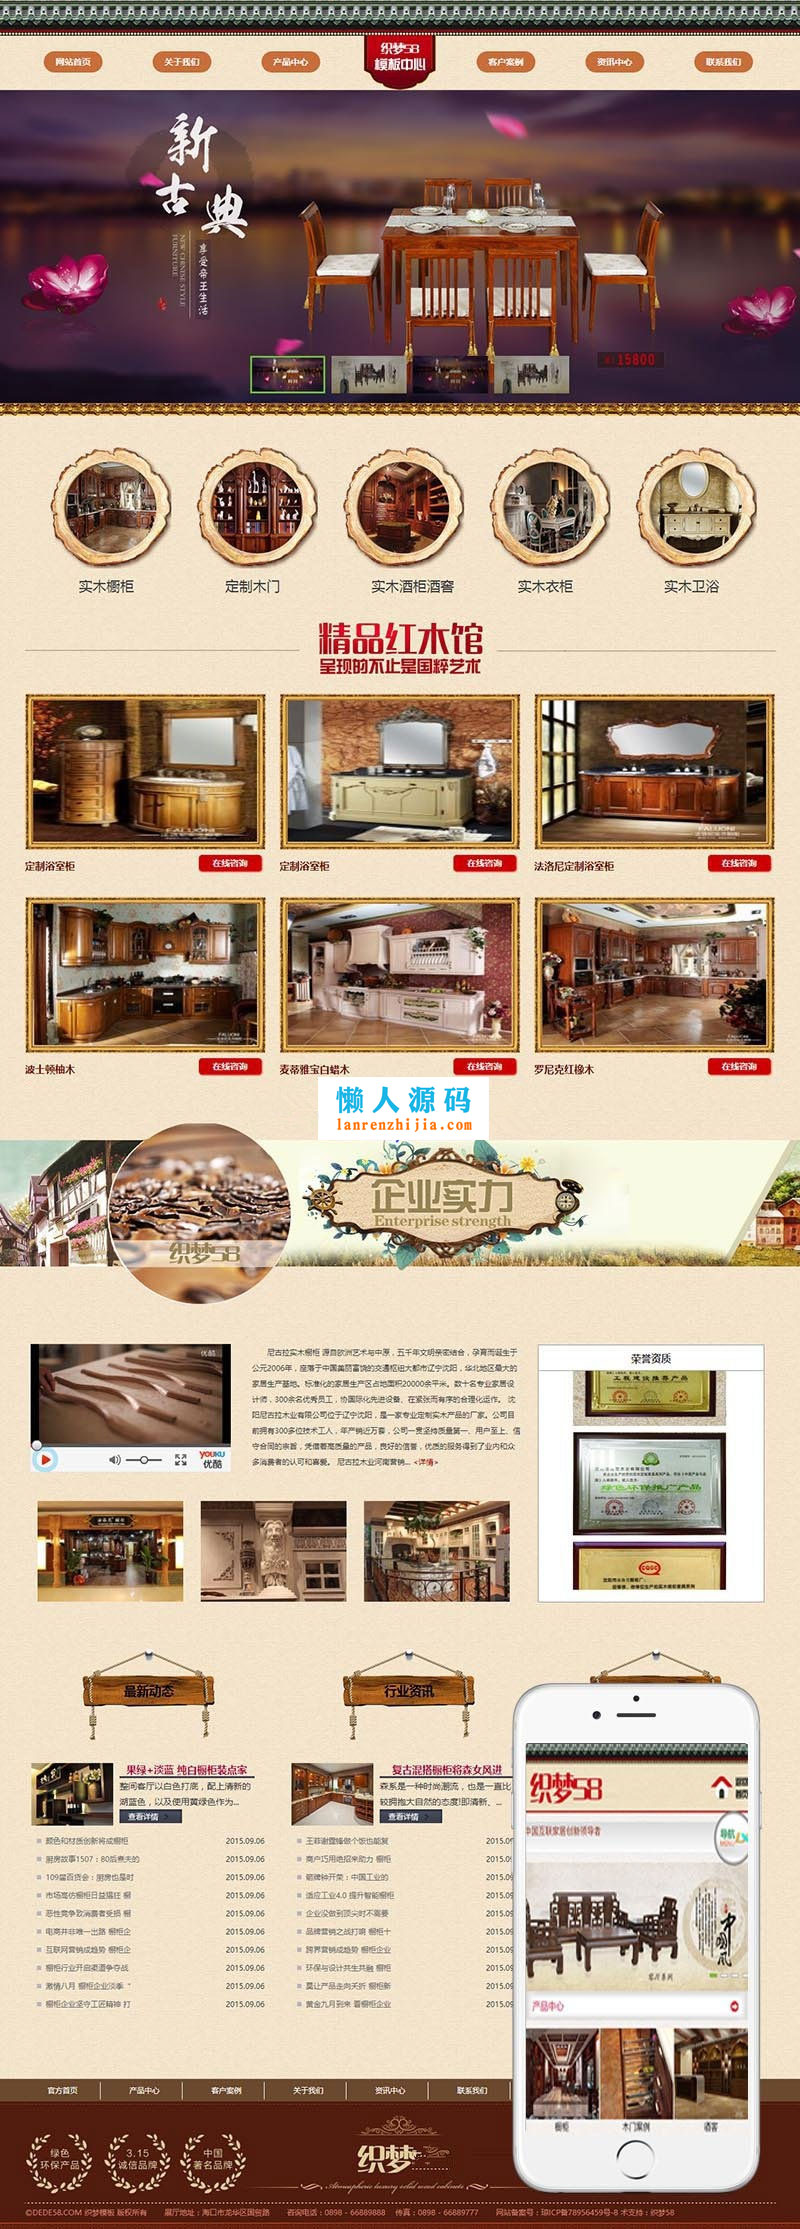 网站首页
关于我们
产品中心
织梦58
模板中心
客户案例
资讯中心
联系我们
新
古典
享受帝王生活
NEW CHINESE STYLE
FURNITURE
15800
实木橱柜
定制木门
实木酒柜酒窖
实木衣柜
实木卫浴
精品红木馆
呈现的不止是国粹艺术
定制浴室柜
在线咨询
定制浴室柜
在线咨询
法洛尼定制浴室柜
在线咨询
波士顿柚木
在线咨询
麦蒂雅宝白蜡木
在线咨询
罗尼克红橡木
在线咨询
懒人源码
lanrenzhijia.com
织梦58
企业实力
Enterprise strength
优酷
YOUKU
优酷
尼古拉实木橱柜 源自欧洲艺术与中原，五千年文明亲密结合，孕育而诞生于
公元2006年，座落于中国美丽富饶的交通枢纽大都市辽宁沈阳，华北地区最大的
家居生产基地。标准化的家居生产区占地面积20000余平米。数十名专业家居设
计师，300余名优秀员工，协国际化先进设备、在紧张而有序的合理化运作。 沈
阳尼古拉木业有限公司位于辽宁沈阳，是一家专业定制实木产品的厂家。公司目
前拥有300多位技术工人，年产销近万套，公司一贯坚持质量第一、用户至上、信
守合同的宗旨，凭借着高质量的产品，良好的信誉，优质的服务得到了业内和众
多消费者的认可和喜爱。 尼古拉木业河南营销... <详情>
荣誉资质
工程建设推荐产品
绿色环保推广产品
CQGC
最新动态
行业资讯
果绿+淡蓝 纯白橱柜装点家
整间客厅以白色打底，配上清新的
湖蓝色，以及使用黄绿色作为...
查看详情
颜色和材质创新将成橱柜 2015.09.06
厨房故事1507：80后煮夫的 2015.09.06
109届百货会：厨房也是时 2015.09.06
市场高仿橱柜日益猖狂 橱 2015.09.06
恶性竞争致消费者受损 橱 2015.09.06
电商并非唯一出路 橱柜企 2015.09.06
互联网营销成趋势 橱柜企 2015.09.06
橱柜行业开启渠道争夺战 2015.09.06
激情八月 橱柜企业淡季“ 2015.09.06
橱柜企业坚守工匠精神 打 2015.09.06
复古混搭橱柜将森女风进
森系是一种时尚潮流，也是一直比
较拥抱大自然的态度!即清新、...
查看详情
王菲谢霆锋做个饭也能复 2015.09
商户巧用绝招来助力 橱柜 2015.09
箭牌钟开荣：中国工业的 2015.09
适应工业4.0 提升智能橱柜 2015.09
企业没做到顶尖时不需要 2015.09
品牌营销之战打响 橱柜十 2015.09
跨界营销成趋势 橱柜企业 2015.09
环保与设计共生共融 橱柜 2015.09
莫让产品走向夭折 橱柜新 2015.09
黄金九月到来 看橱柜企业 2015.09
织梦58
中国互联家居创新领导者
导航
MENU
中国风
客厅系列
产品中心
橱柜
木门案例
酒窖
官方首页
产品中心
客户案例
关于我们
资讯中心
联系我们
绿色
环保产品
3.15
诚信品牌
中国
著名品牌
织梦
Atmospheric luxury solid wood cabinets
©DEDE58.COM 织梦模板 版权所有 展厅地址：海口市龙华区国贸路 咨询电话：0898 - 66889888 传真：0898 - 66889777 网站备案号：琼ICP备78956459号-8 术支持：织梦58